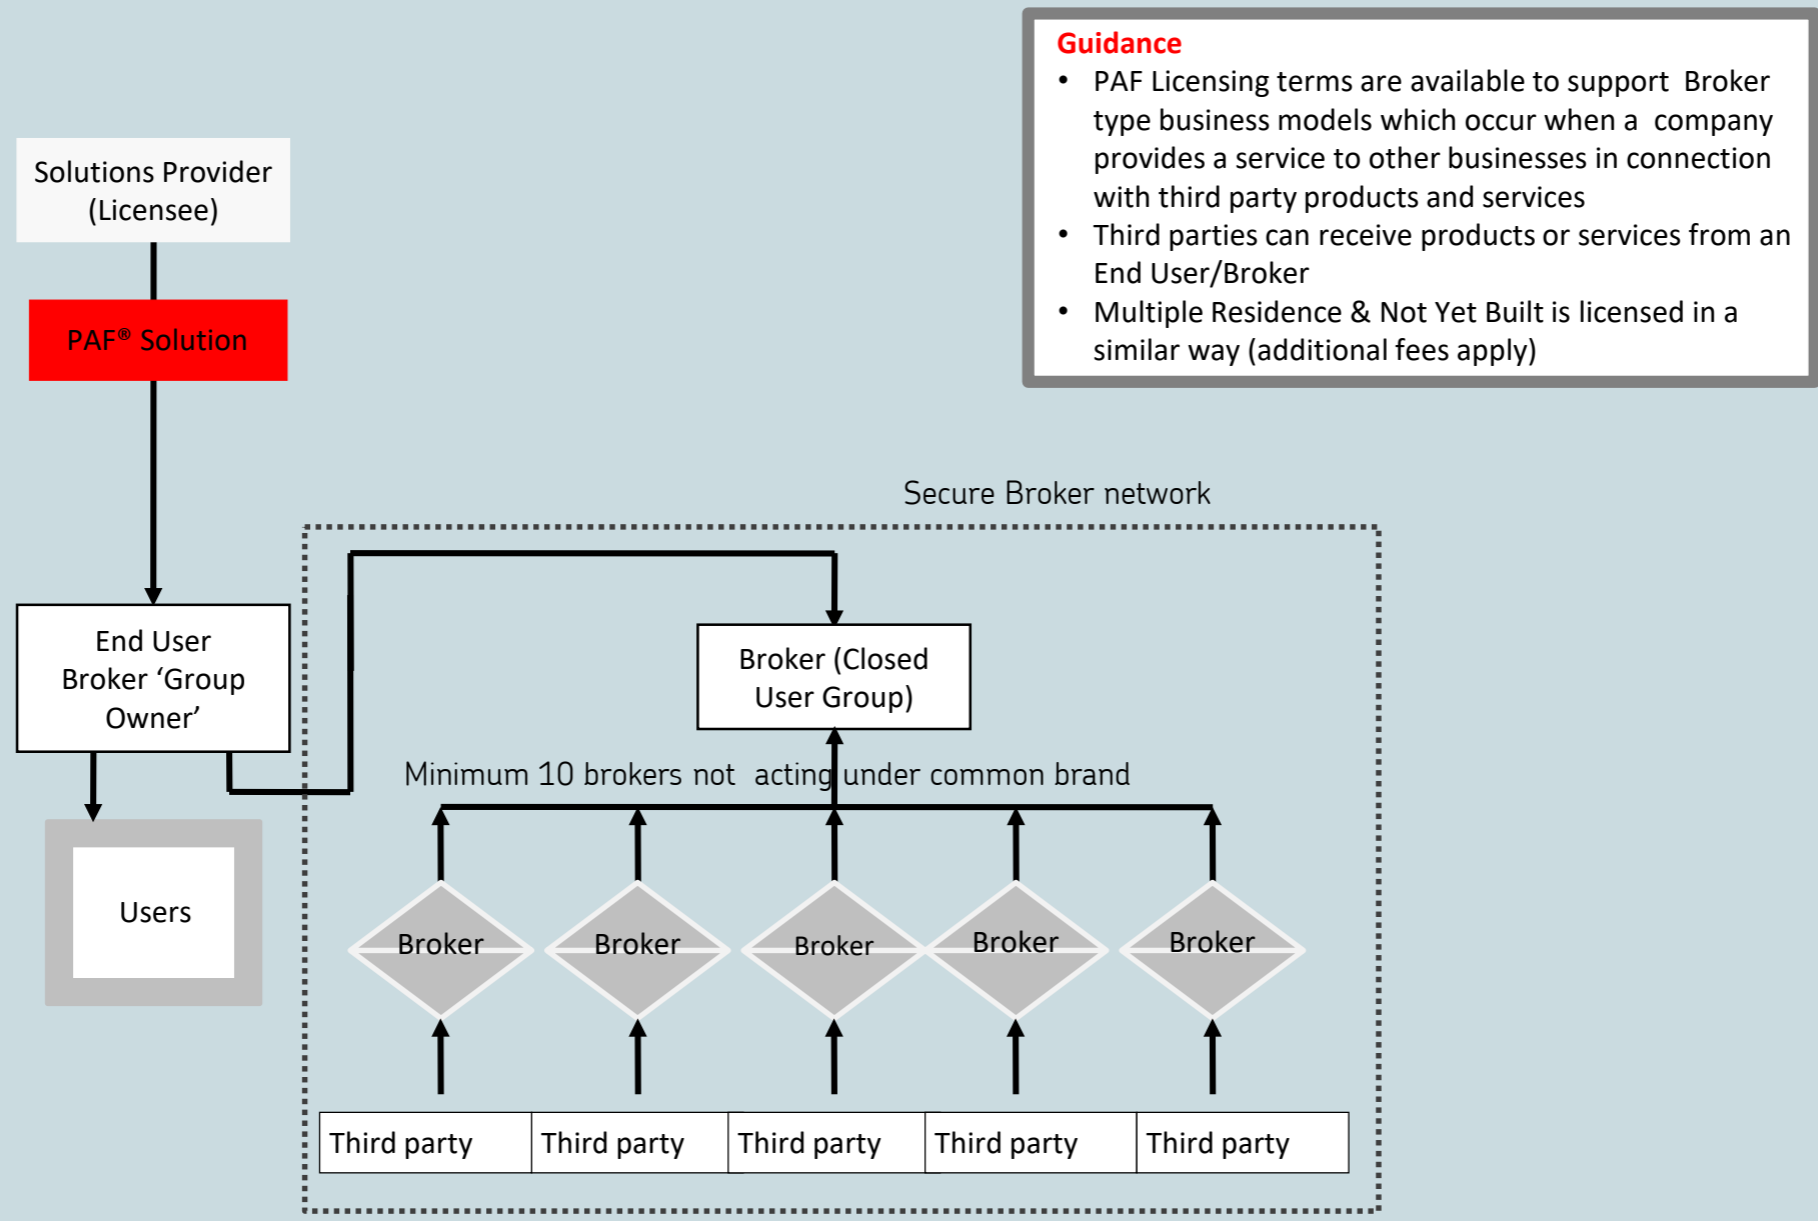 Guidance
• PAF Licensing terms are available to support Broker
type business models which occur when a company
provides a service to other businesses in connection
with third party products and services
• Third parties can receive products or services from an
End User/Broker
• Multiple Residence & Not Yet Built is licensed in a
similar way (additional fees apply)
Solutions Provider
(Licensee)
PAF® Solution
Secure Broker network
End User
Broker ‘Group
Owner’
Broker (Closed
User Group)
Minimum 10 brokers not acting under common brand
Users
Broker
Broker
Broker
Broker
Broker
Third party
Third party
Third party
Third party
Third party